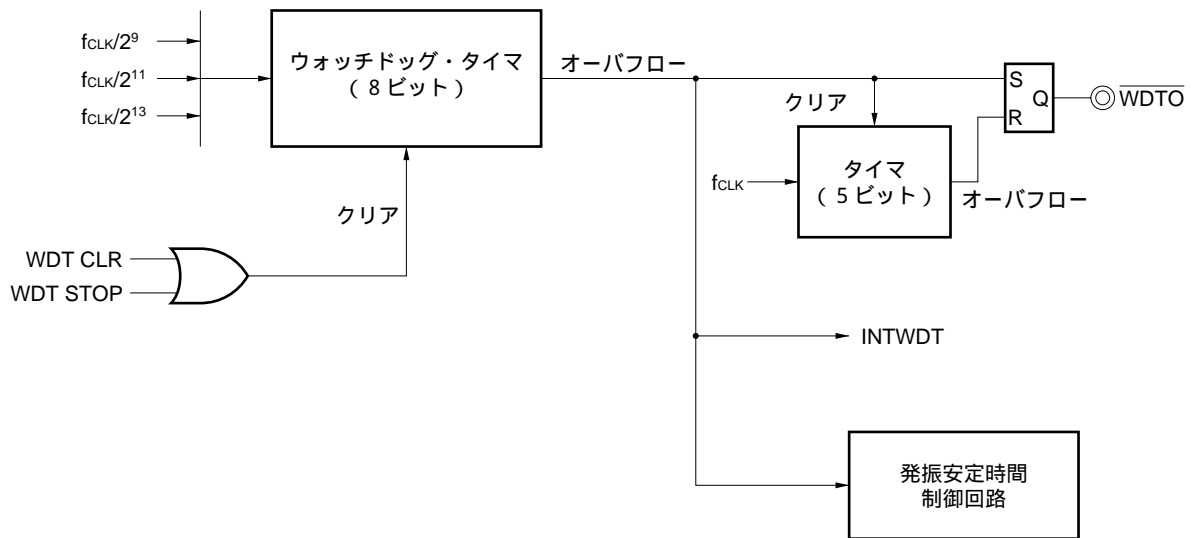 fCLK/2⁹
fCLK/2¹¹
fCLK/2¹³
ウォッチドッグ・タイマ
( 8 ビット )
オーバフロー
クリア
S
R
Q
WDTO
fCLK
タイマ
( 5 ビット )
オーバフロー
クリア
WDT CLR
WDT STOP
INTWDT
発振安定時間
制御回路